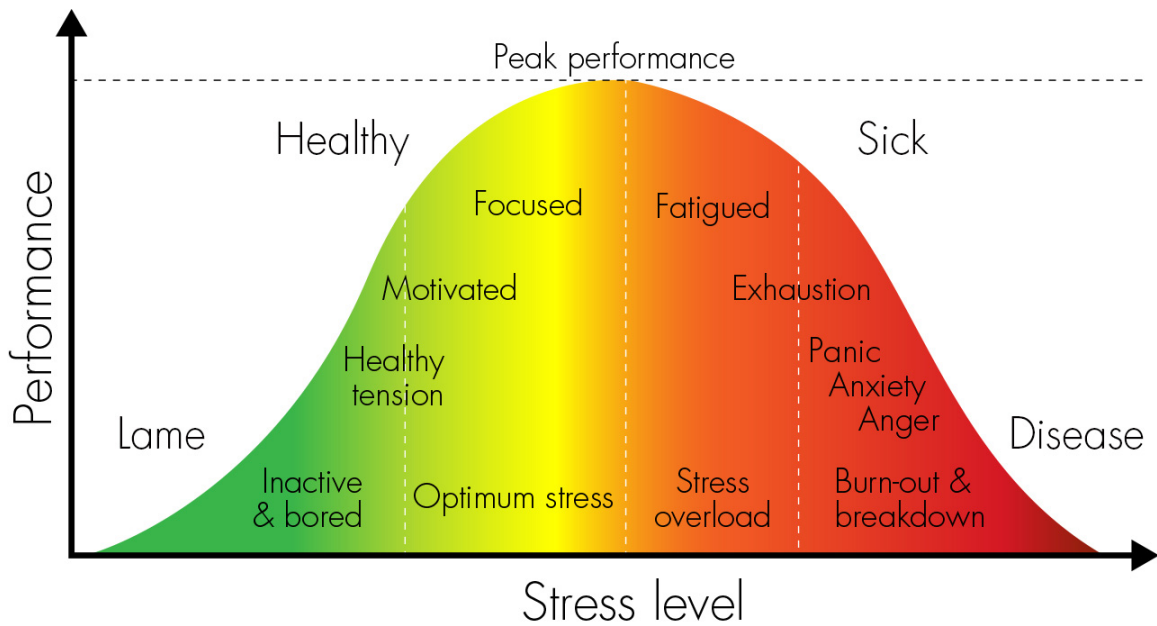 Peak performance
Healthy
Sick
Focused
Fatigued
Motivated
Exhaustion
Healthy
tension
Panic
Anxiety
Anger
Lame
Disease
Inactive
& bored
Optimum stress
Stress
overload
Burn-out &
breakdown
Performance
Stress level